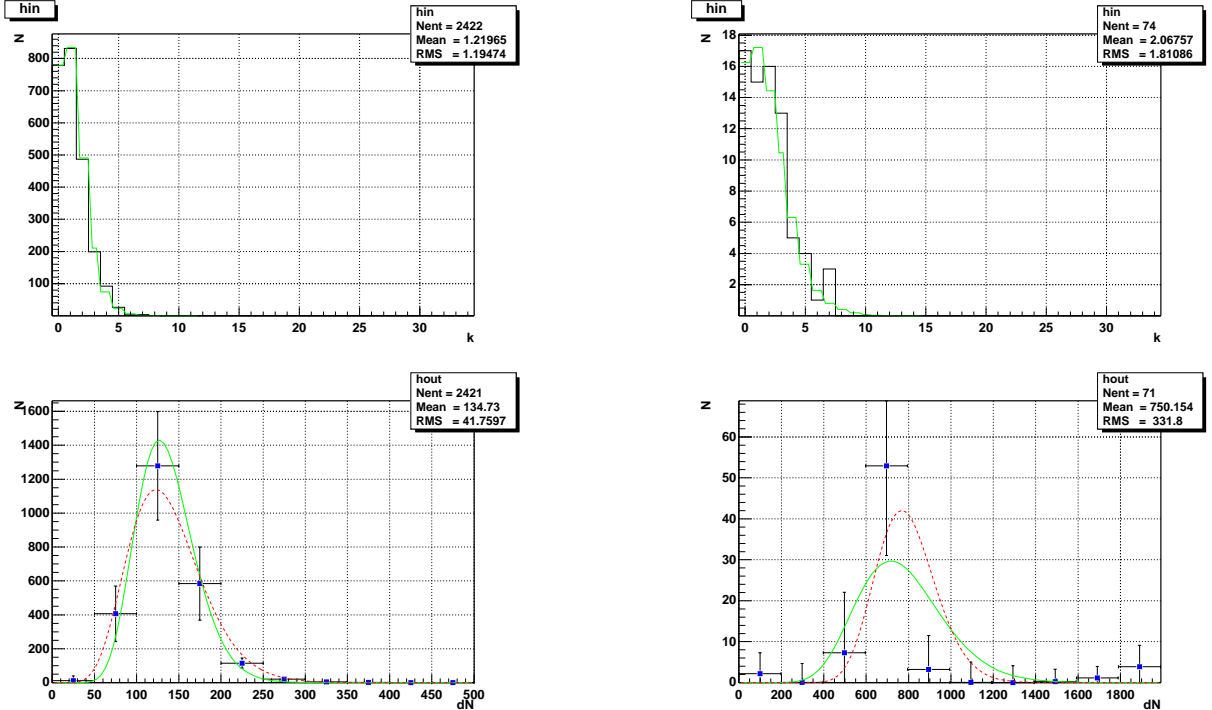 hin
hin
Nent = 2422
Mean = 1.21965
RMS = 1.19474
N
800
700
600
500
400
300
200
100
0 5 10 15 20 25 30
k
hin
hin
Nent = 74
Mean = 2.06757
RMS = 1.81086
N
18
16
14
12
10
8
6
4
2
0 5 10 15 20 25 30
k
hout
Nent = 2421
Mean = 134.73
RMS = 41.7597
N
1600
1400
1200
1000
800
600
400
200
0
0 50 100 150 200 250 300 350 400 450 500
dN
hout
Nent = 71
Mean = 750.154
RMS = 331.8
N
60
50
40
30
20
10
0
0 200 400 600 800 1000 1200 1400 1600 1800
dN